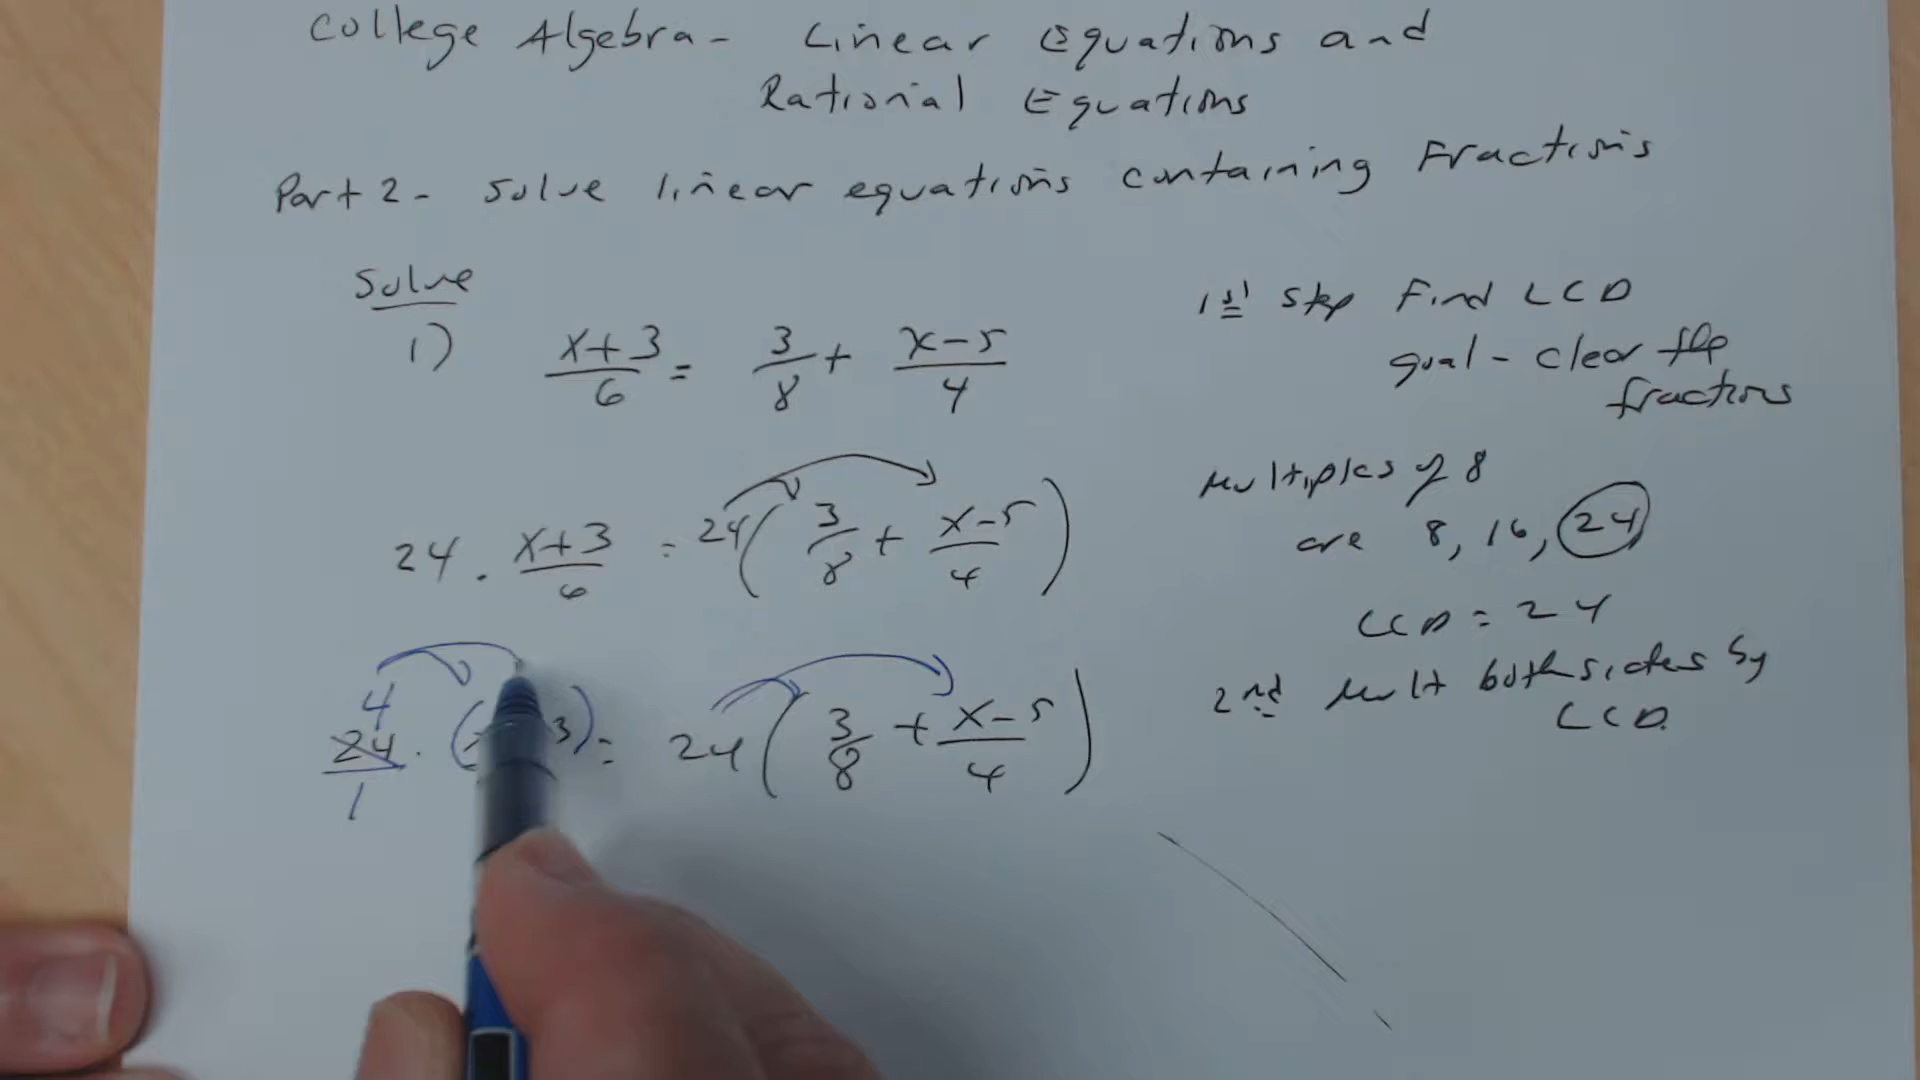 College Algebra - Linear Equations and
Rational Equations
Part 2 - Solve linear equations containing Fractions
Solve
1) x+3/6 = 3/8 + x-5/4
1st step Find LCD
goal - clear
fractions
24 . x+3/6 = 24( 3/8 + x-5/4 )
Multiples of 8
are 8, 16, 24
LCD = 24
2nd Mult both sides by
LCD.
4
24/1 . ( 3) = 24( 3/8 + x-5/4 )